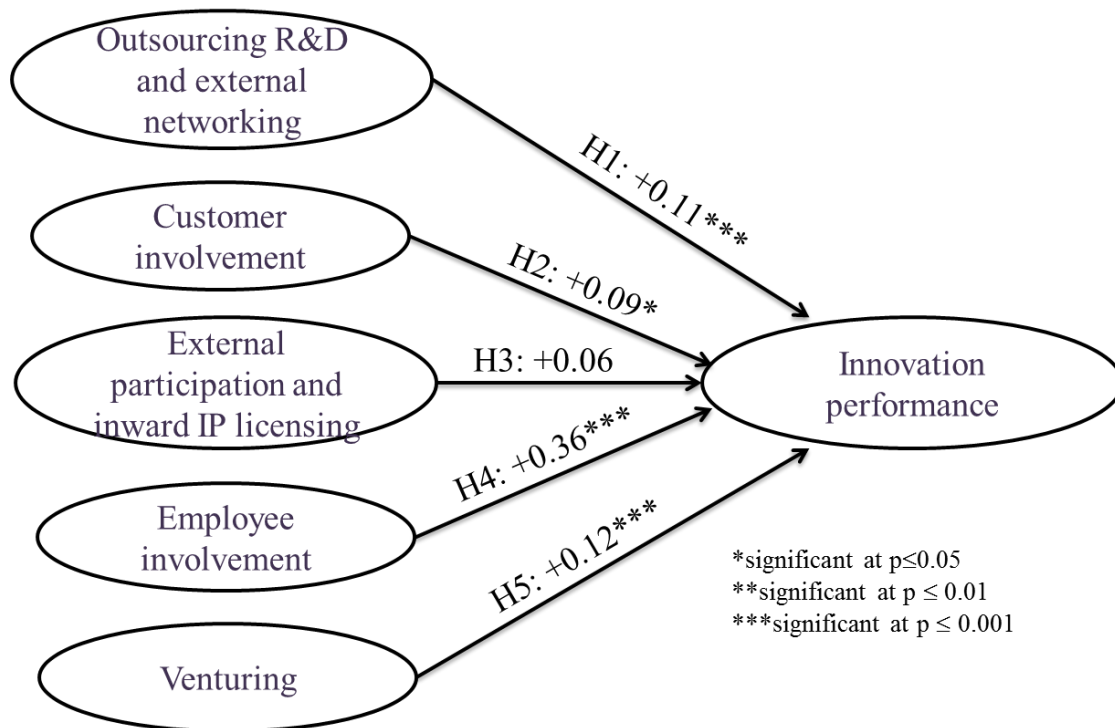 Outsourcing R&D
and external
networking
H1: +0.11***
Customer
involvement
H2: +0.09*
External
participation and
inward IP licensing
H3: +0.06
Innovation
performance
Employee
involvement
H4: +0.36***
Venturing
H5: +0.12***
*significant at p≤0.05
**significant at p ≤ 0.01
***significant at p ≤ 0.001